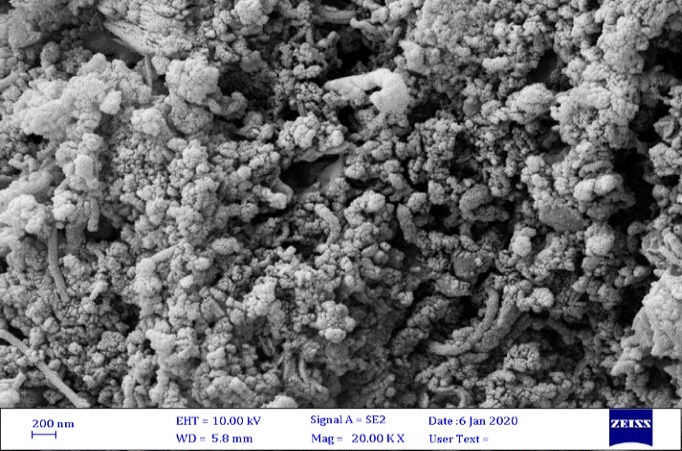 200 nm
EHT = 10.00 kV
WD = 5.8 mm
Signal A = SE2
Mag = 20.00 K X
Date :6 Jan 2020
User Text =
ZEISS